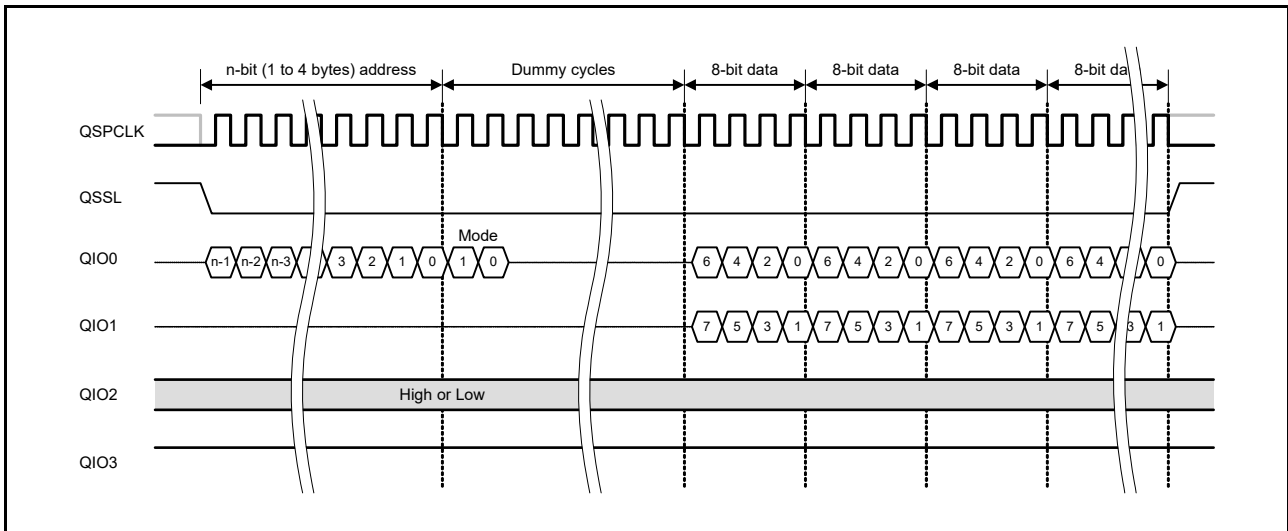 n-bit (1 to 4 bytes) address Dummy cycles 8-bit data 8-bit data 8-bit data 8-bit da
QSPCLK
QSSL
Mode
QIO0 n-1 n-2 n-3 3 2 1 0 1 0 6 4 2 0 6 4 2 0 6 4 2 0 6 4 0
QIO1 7 5 3 1 7 5 3 1 7 5 3 1 7 5 3 1
QIO2 High or Low
QIO3